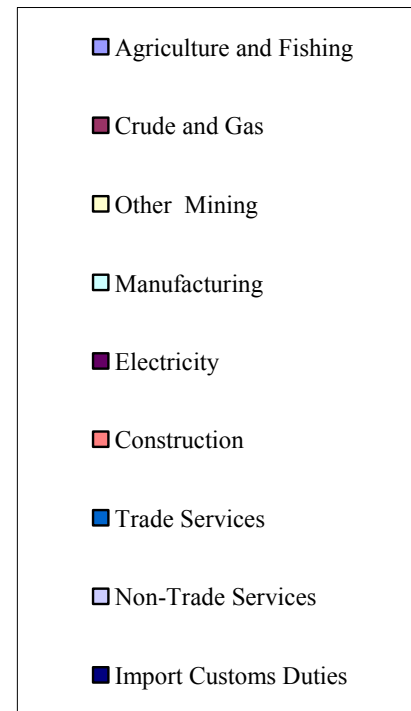 Agriculture and Fishing
Crude and Gas
Other  Mining
Manufacturing
Electricity
Construction
Trade Services
Non-Trade Services
Import Customs Duties